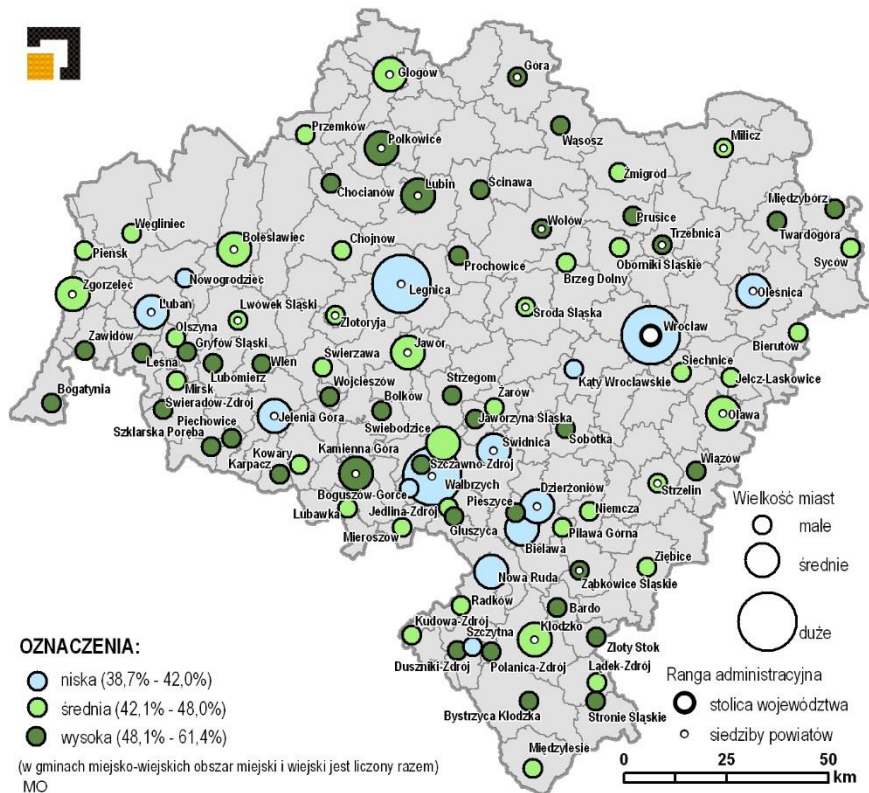 Głogów
Góra
Przemków
Polkowice
Wąsosz
Milicz
Chocianów
Lubin
Ścinawa
Żmigród
Międzybórz
Węgliniec
Wołów
Prusice
Trzebnica
Twardogóra
Pieńsk
Bolesławiec
Chojnów
Prochowice
Brzeg Dolny
Oborniki Śląskie
Syców
Zgorzelec
Nowogrodziec
Legnica
Oleśnica
Lubań
Lwówek Śląski
Złotoryja
Środa Śląska
Wrocław
Olszyna
Zawidów
Gryfów Śląski
Jawor
Bierutów
Leśna
Lubomierz
Wleń
Świerzawa
Siechnice
Kąty Wrocławskie
Jelcz-Laskowice
Mirsk
Wojcieszów
Strzegom
Żarów
Bogatynia
Świeradów-Zdrój
Bolków
Jaworzyna Śląska
Oława
Piechowice
Jelenia Góra
Świebodzice
Sobótka
Szklarska Poręba
Kowary
Kamienna Góra
Świdnica
Karpacz
Szczawno-Zdrój
Wiązów
Wałbrzych
Dzierżoniów
Strzelin
Boguszów-Gorce
Pieszyce
Lubawka
Jedlina-Zdrój
Niemcza
Mieroszów
Głuszyca
Piława Górna
Bielawa
Ziębice
Nowa Ruda
Ząbkowice Śląskie
Radków
Bardo
Kudowa-Zdrój
Szczytna
Kłodzko
Złoty Stok
Duszniki-Zdrój
Polanica-Zdrój
Lądek-Zdrój
Bystrzyca Kłodzka
Stronie Śląskie
Międzylesie
Wielkość miast
małe
średnie
duże
Ranga administracyjna
stolica województwa
siedziby powiatów
0 25 50
km
OZNACZENIA:
niska (38,7% - 42,0%)
średnia (42,1% - 48,0%)
wysoka (48,1% - 61,4%)
(w gminach miejsko-wiejskich obszar miejski i wiejski jest liczony razem)
MO